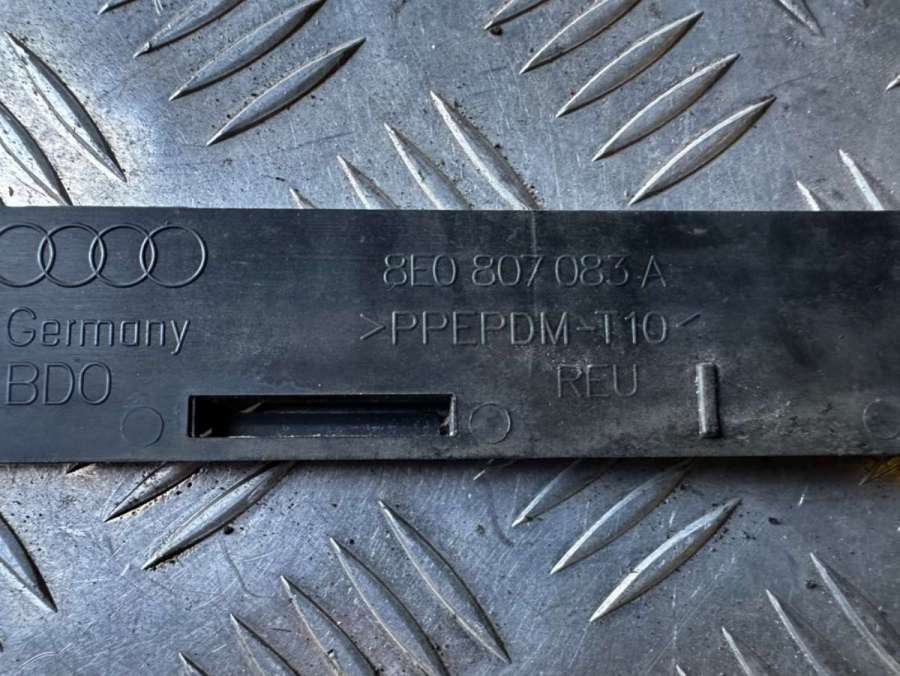 8E0 807 083 A
Germany
>PPEPDM-T10<
BDO
REU